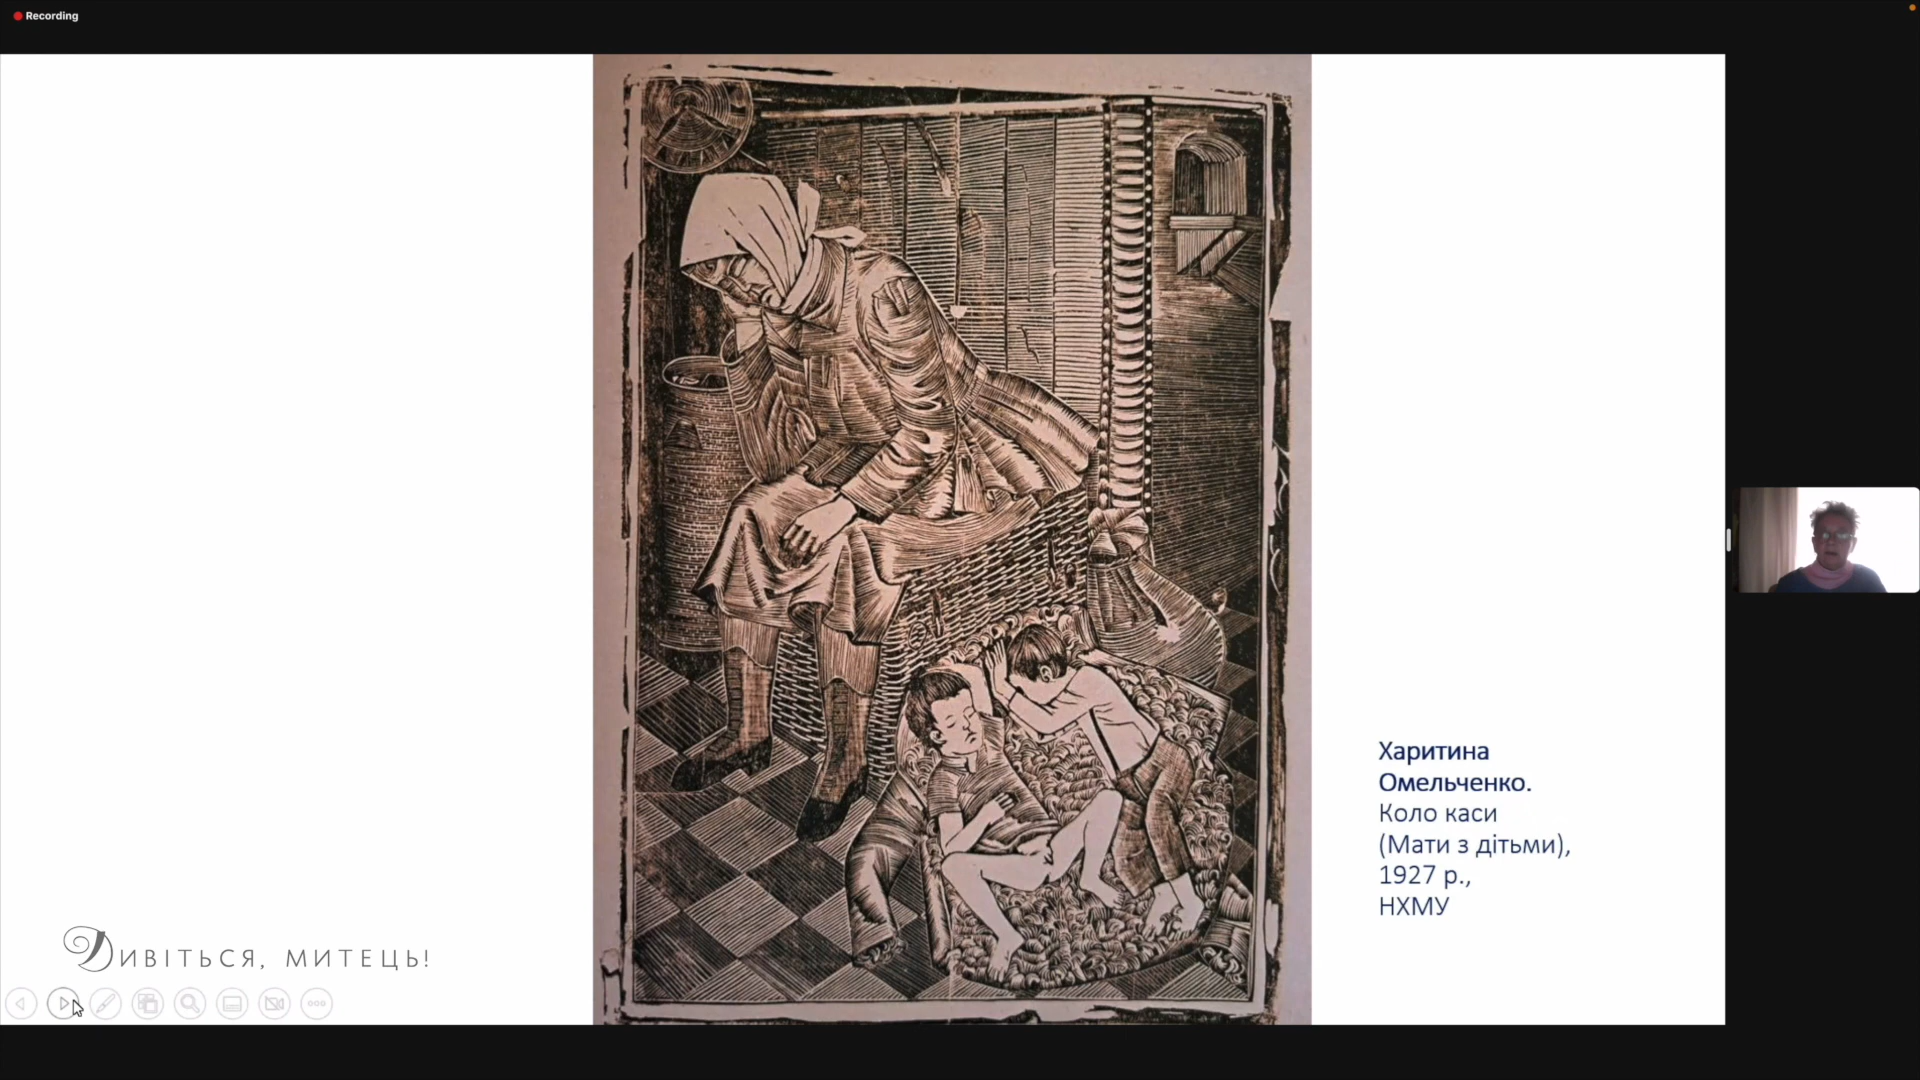 Recording
Харитина
Омельченко.
Коло каси
(Мати з дітьми),
1927 р.,
НХМУ
Дивіться, митець!